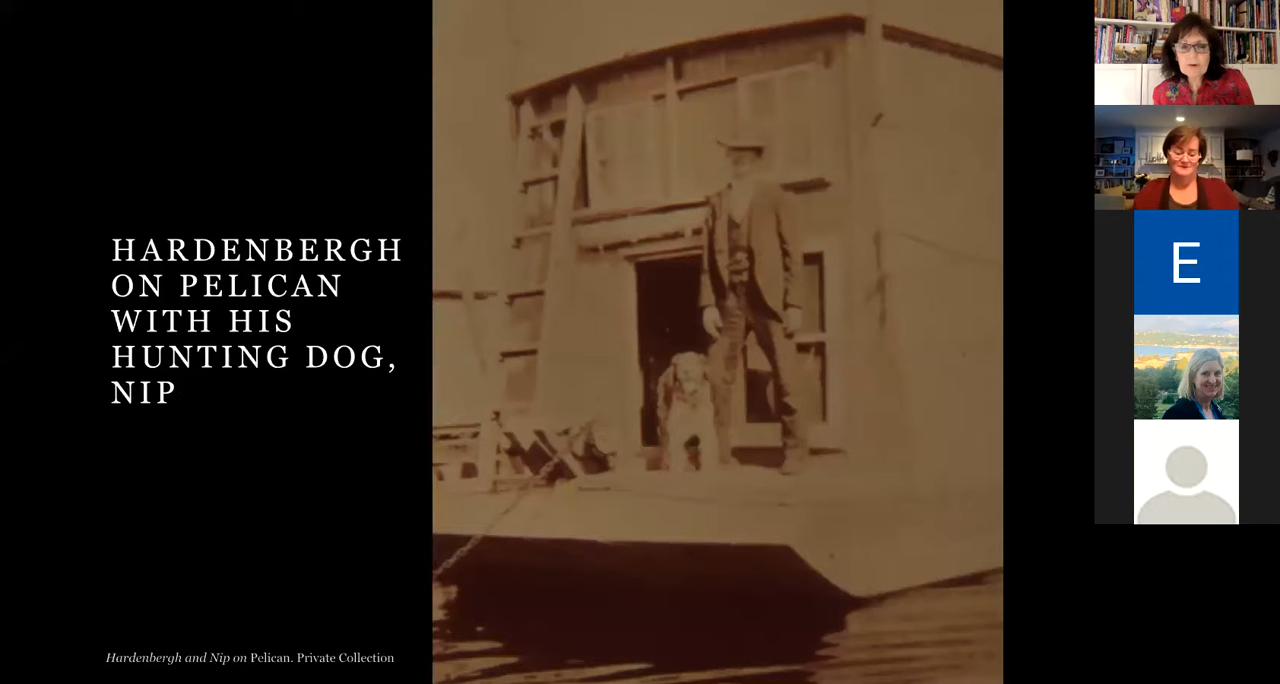 HARDENBERGH
ON PELICAN
WITH HIS
HUNTING DOG,
NIP
Hardenbergh and Nip on Pelican. Private Collection
E